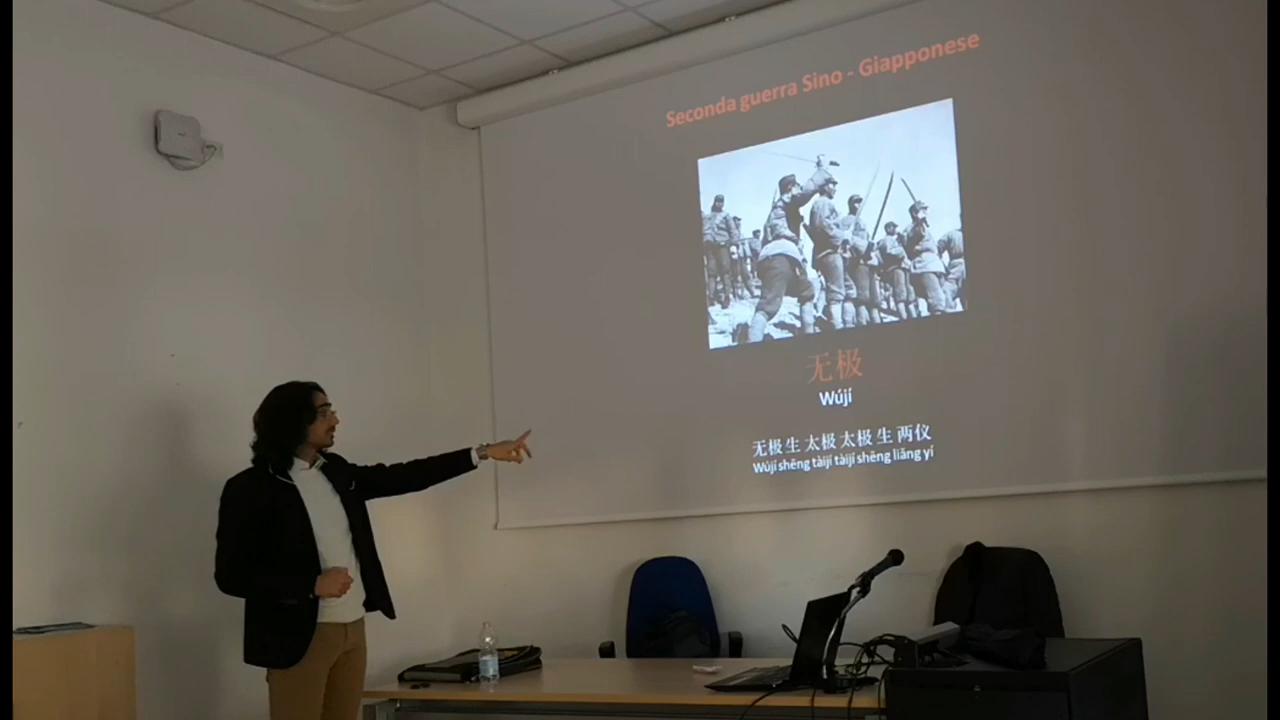 Seconda guerra Sino - Giapponese
无极
Wújí
无极 生 太极 太极 生 两仪
Wújí shēng tàijí tàijí shēng liǎng yí